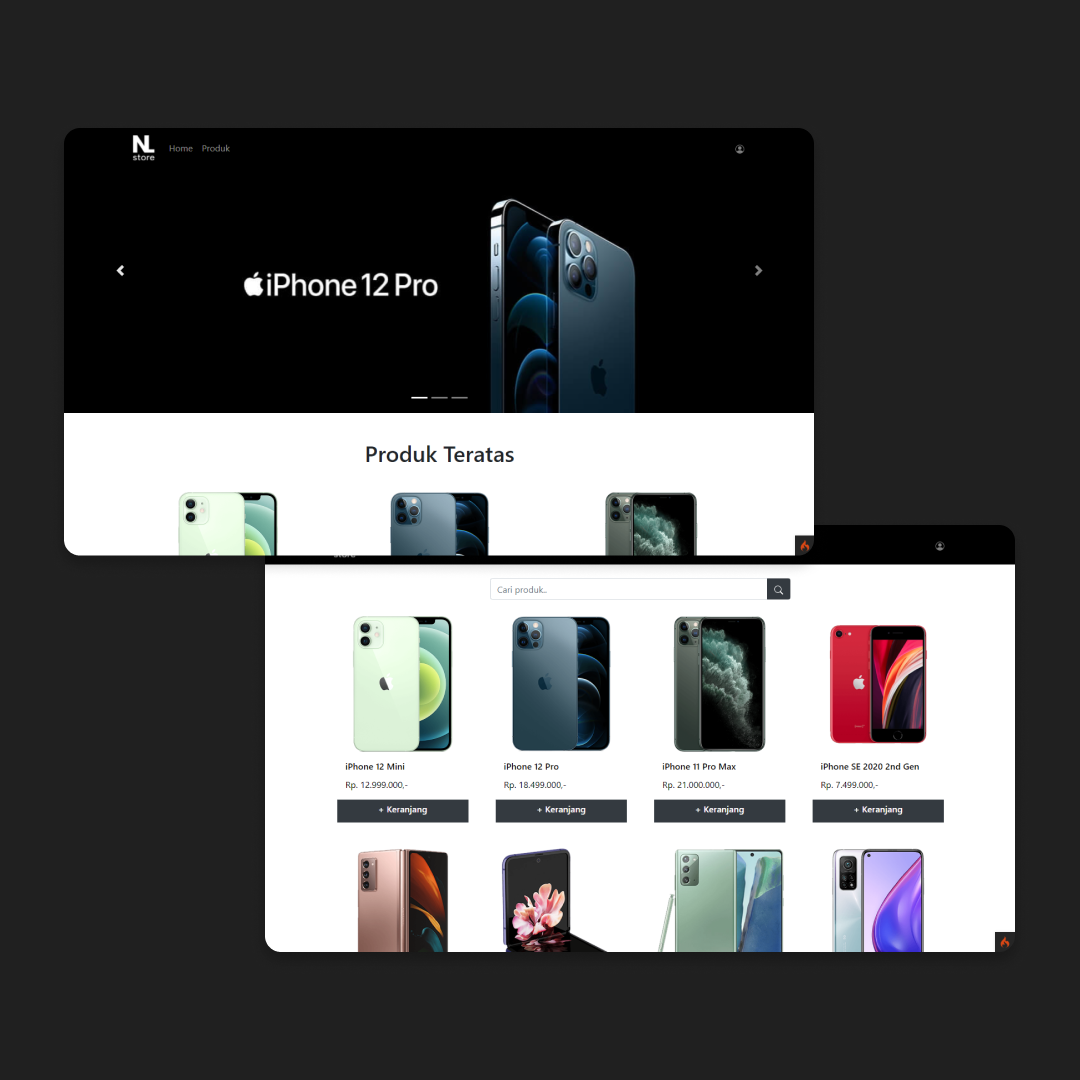 NL
store
Home Produk
iPhone 12 Pro
Produk Teratas
store
Cari produk..
iPhone 12 Mini
Rp. 12.999.000,-
+ Keranjang
iPhone 12 Pro
Rp. 18.499.000,-
+ Keranjang
iPhone 11 Pro Max
Rp. 21.000.000,-
+ Keranjang
iPhone SE 2020 2nd Gen
Rp. 7.499.000,-
+ Keranjang